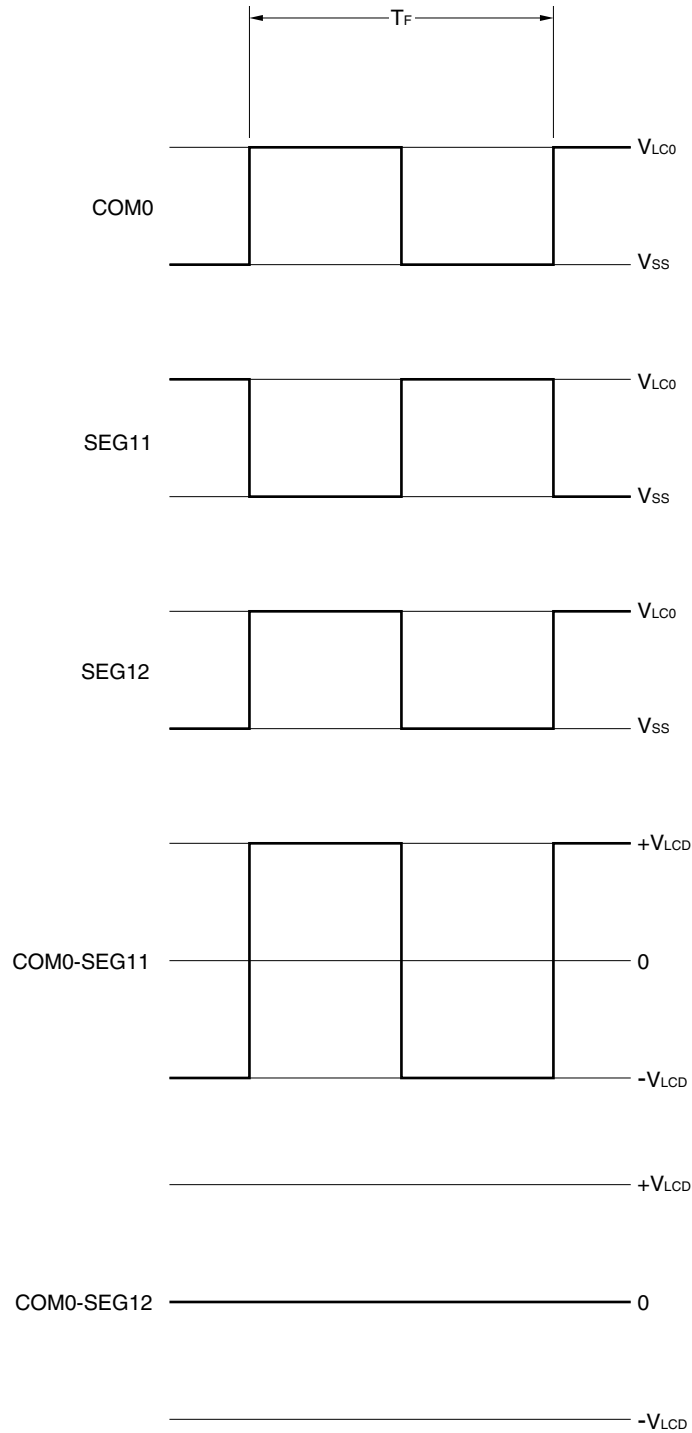 TF
VLC0
COM0
VSS
VLC0
SEG11
VSS
VLC0
SEG12
VSS
+VLCD
COM0-SEG11
0
-VLCD
+VLCD
COM0-SEG12
0
-VLCD